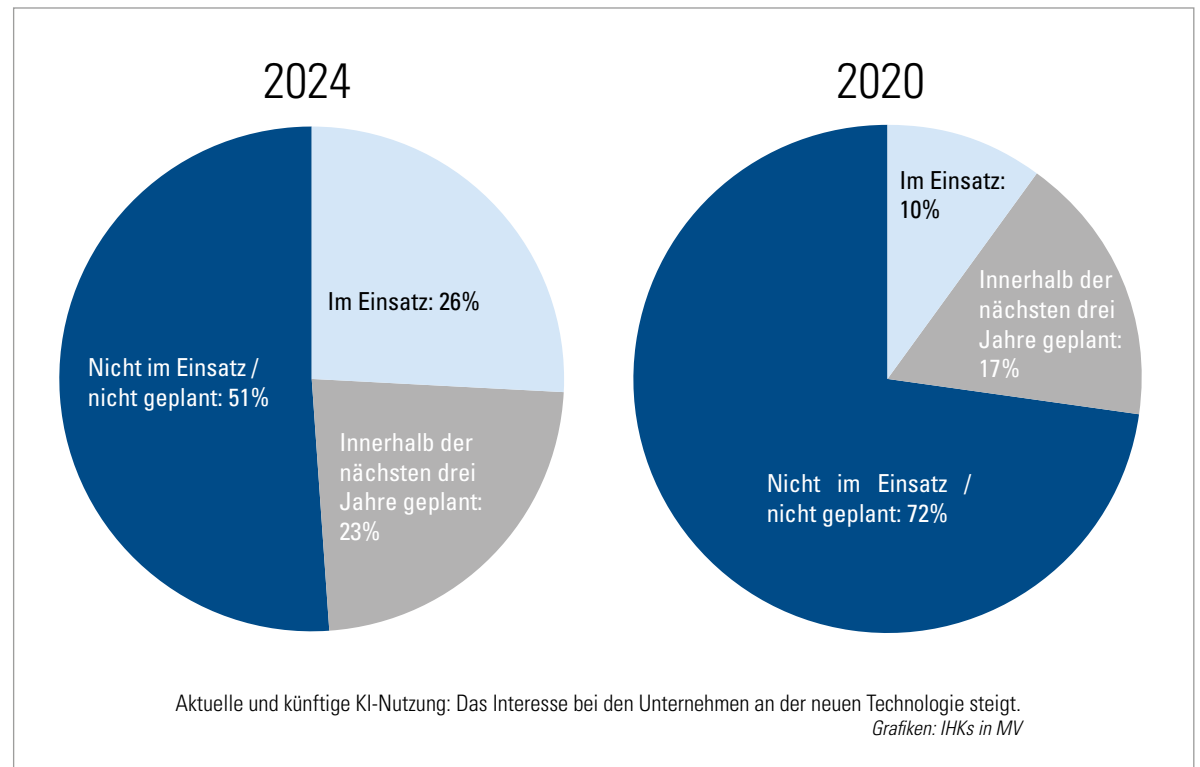 2024
Im Einsatz: 26%
Nicht im Einsatz /
nicht geplant: 51%
Innerhalb der
nächsten drei
Jahre geplant:
23%
2020
Im Einsatz:
10%
Innerhalb der
nächsten drei
Jahre geplant:
17%
Nicht im Einsatz /
nicht geplant: 72%
Aktuelle und künftige KI-Nutzung: Das Interesse bei den Unternehmen an der neuen Technologie steigt.
Grafiken: IHKs in MV